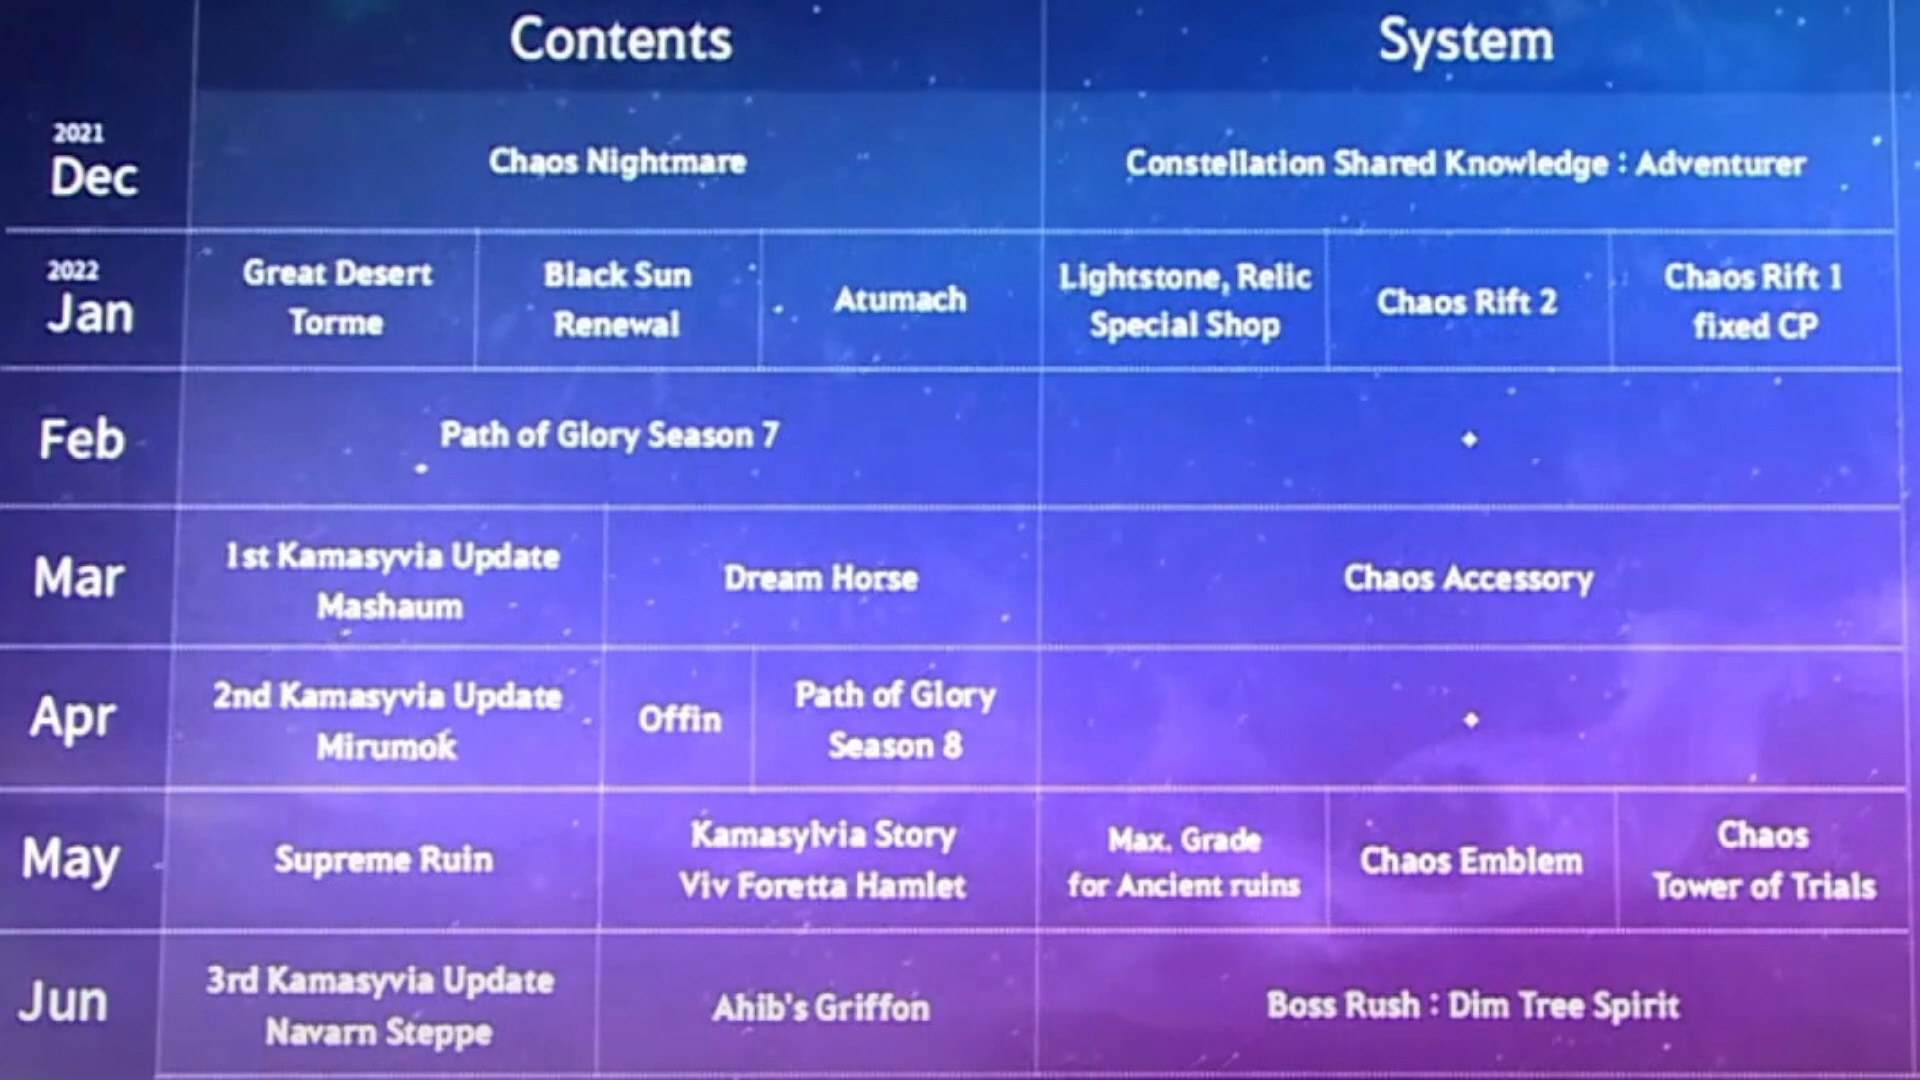 Contents
System
2021
Dec
Chaos Nightmare
Constellation Shared Knowledge : Adventurer
2022
Jan
Great Desert
Torme
Black Sun
Renewal
Atumach
Lightstone, Relic
Special Shop
Chaos Rift 2
Chaos Rift 1
fixed CP
Feb
Path of Glory Season 7
Mar
1st Kamasyvia Update
Mashaum
Dream Horse
Chaos Accessory
Apr
2nd Kamasyvia Update
Mirumok
Offin
Path of Glory
Season 8
May
Supreme Ruin
Kamasylvia Story
Viv Foretta Hamlet
Max. Grade
for Ancient ruins
Chaos Emblem
Chaos
Tower of Trials
Jun
3rd Kamasyvia Update
Navarn Steppe
Ahib's Griffon
Boss Rush : Dim Tree Spirit